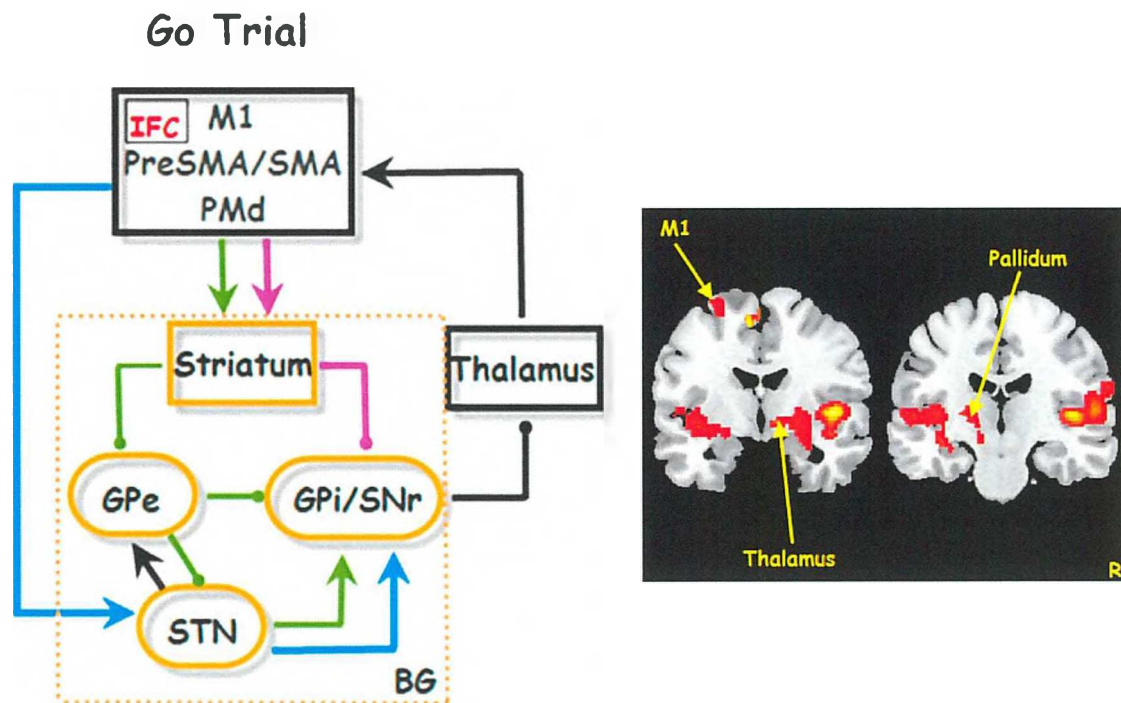 Go Trial
IFC M1
PreSMA/SMA
PMd
Striatum
Thalamus
GPe
GPi/SNr
STN
BG
M1
Pallidum
Thalamus
R